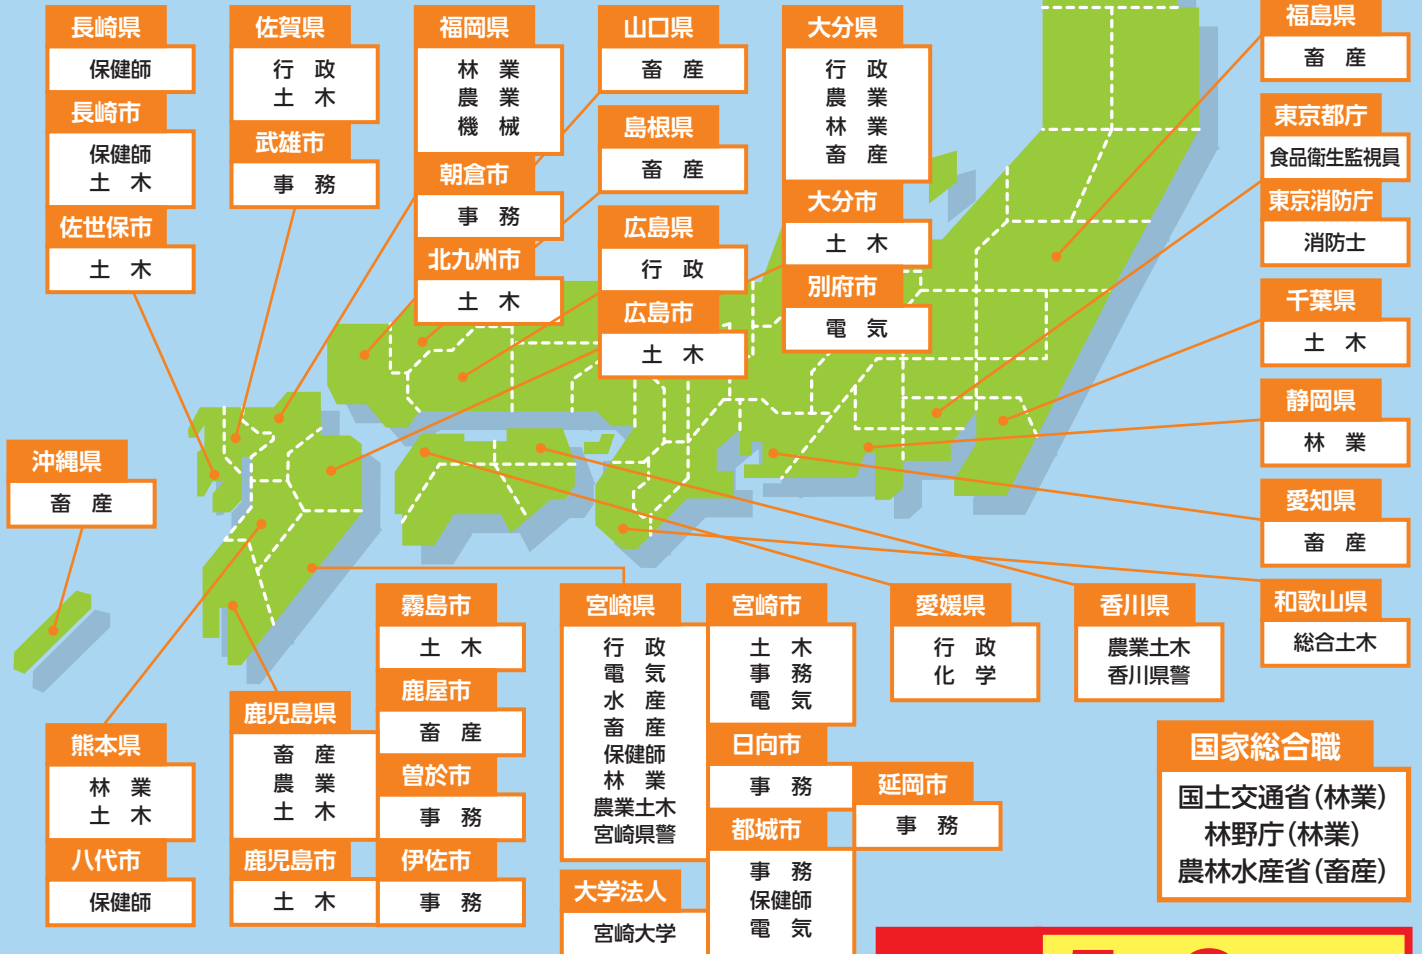 長崎県
保健師
長崎市
保健師
土 木
佐世保市
土 木
佐賀県
行 政
土 木
武雄市
事 務
福岡県
林 業
農 業
機 械
朝倉市
事 務
北九州市
土 木
山口県
畜 産
島根県
畜 産
広島県
行 政
広島市
土 木
大分県
行 政
農 業
林 業
畜 産
大分市
土 木
別府市
電 気
福島県
畜 産
東京都庁
食品衛生監視員
東京消防庁
消防士
千葉県
土 木
静岡県
林 業
愛知県
畜 産
和歌山県
総合土木
沖縄県
畜 産
熊本県
林 業
土 木
八代市
保健師
鹿児島県
畜 産
農 業
土 木
鹿児島市
土 木
霧島市
土 木
鹿屋市
畜 産
曽於市
事 務
伊佐市
事 務
宮崎県
行 政
電 気
水 産
畜 産
保健師
林 業
農業土木
宮崎県警
大学法人
宮崎大学
宮崎市
土 木
事 務
電 気
日向市
事 務
都城市
事 務
保健師
電 気
延岡市
事 務
愛媛県
行 政
化 学
香川県
農業土木
香川県警
国家総合職
国土交通省(林業)
林野庁(林業)
農林水産省(畜産)